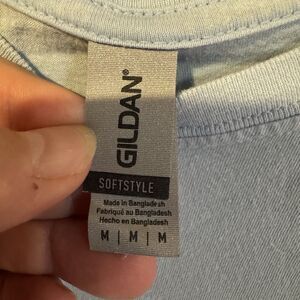 GILDAN®
SOFTSTYLE
Made in Bangladesh
Fabriqué au Bangladesh
Hecho en Bangladesh
M | M | M